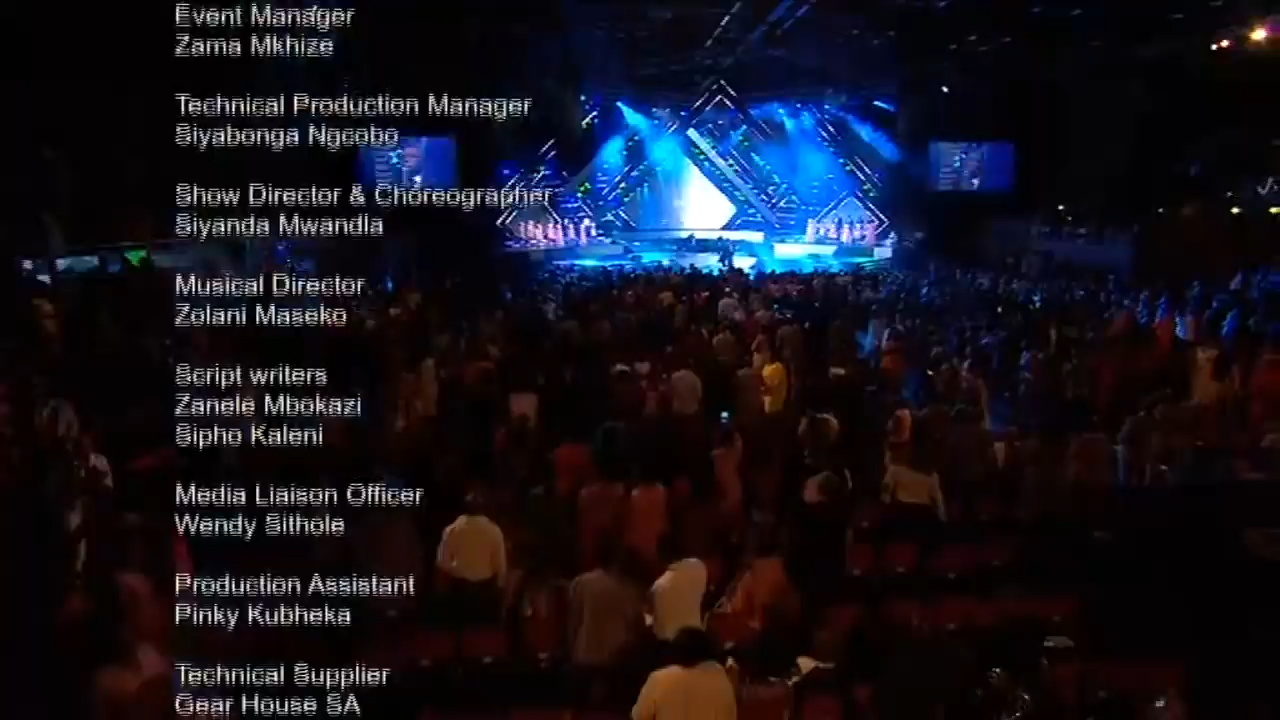 Event Manager
Zama Mkhize
Technical Production Manager
Siyabonga Ngcobo
Show Director & Choreographer
Siyanda Mwandla
Musical Director
Zolani Maseko
Script writers
Zanele Mbokazi
Sipho Kaleni
Media Liaison Officer
Wendy Sithole
Production Assistant
Pinky Kubheka
Technical Supplier
Gear House SA